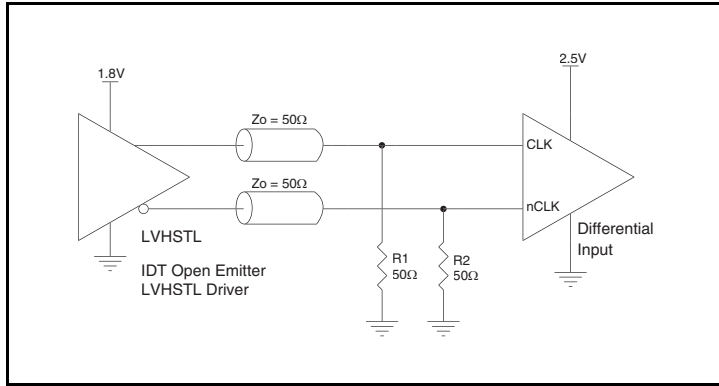 1.8V
2.5V
Zo = 50Ω
CLK
Zo = 50Ω
nCLK
LVHSTL
Differential
Input
IDT Open Emitter
LVHSTL Driver
R1
50Ω
R2
50Ω